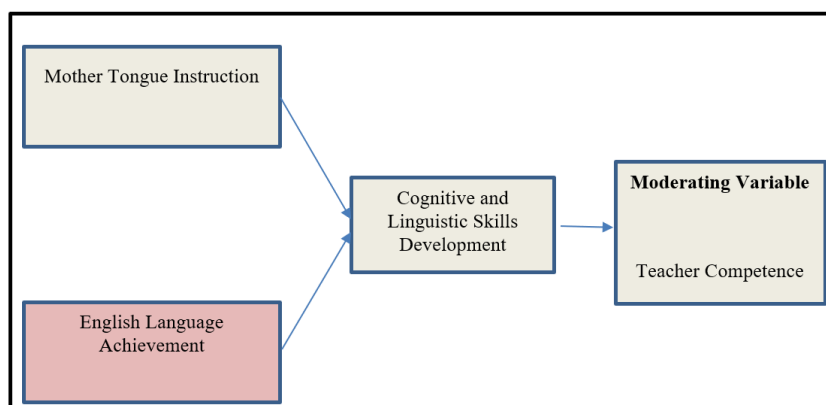 Mother Tongue Instruction
Cognitive and
Linguistic Skills
Development
Moderating Variable
Teacher Competence
English Language
Achievement